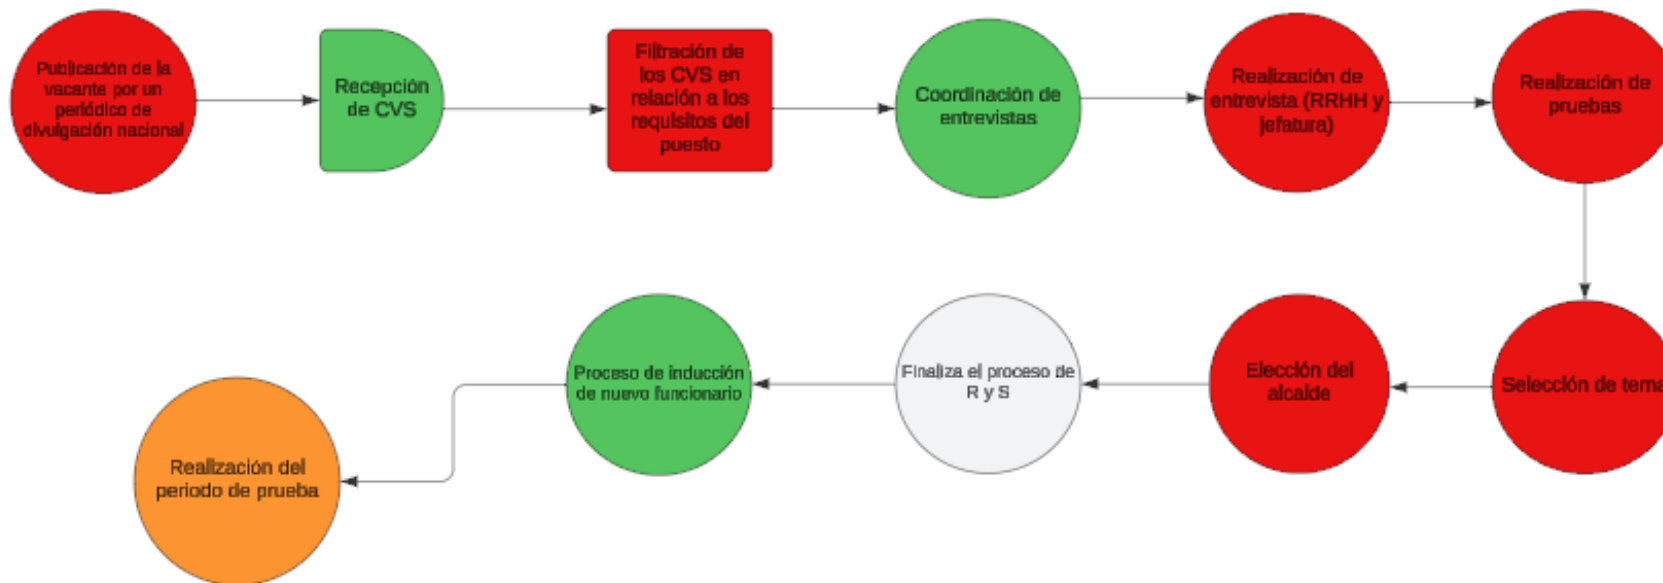 Publicación de la
vacante por un
periódico de
divulgación nacional
Recepción
de CVS
Filtración de
los CVS en
relación a los
requisitos del
puesto
Coordinación de
entrevistas
Realización de
entrevista (RRHH y
jefatura)
Realización de
pruebas
Selección de terna
Elección del
alcalde
Finaliza el proceso de
R y S
Proceso de inducción
de nuevo funcionario
Realización del
periodo de prueba